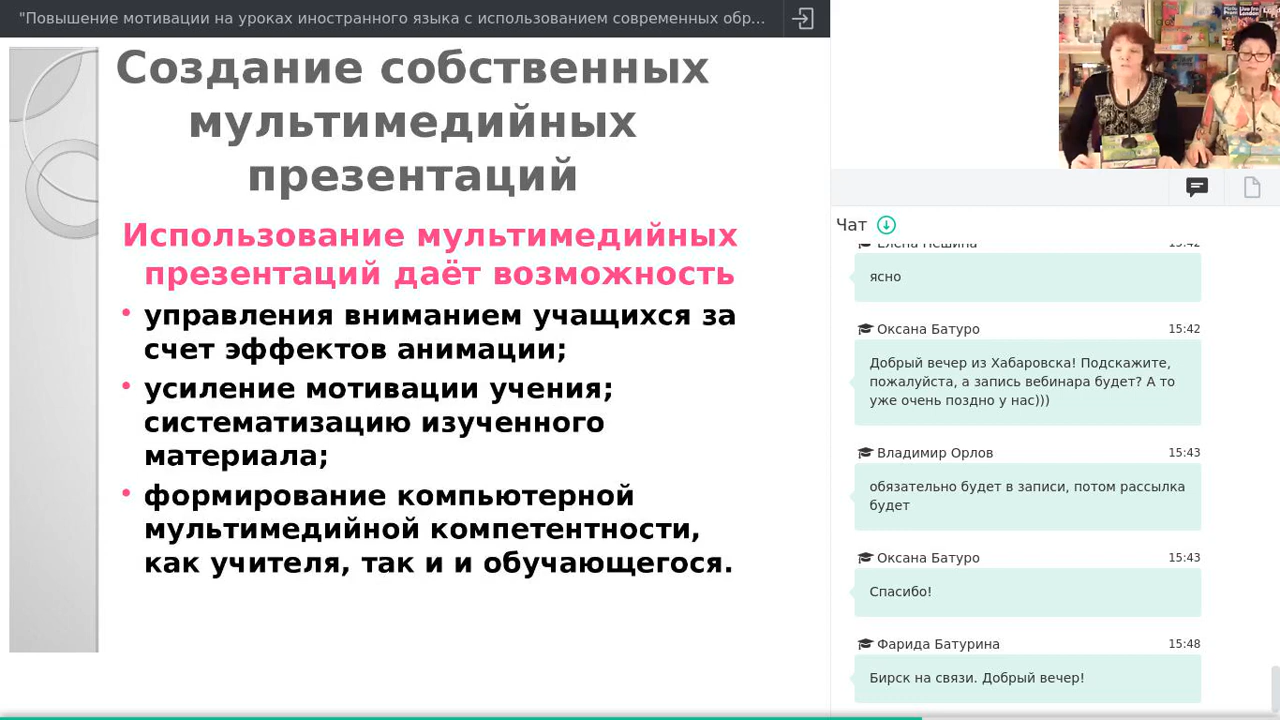 "Повышение мотивации на уроках иностранного языка с использованием современных обр...
Создание собственных
мультимедийных
презентаций
Использование мультимедийных
презентаций даёт возможность
• управления вниманием учащихся за
счет эффектов анимации;
• усиление мотивации учения;
систематизацию изученного
материала;
• формирование компьютерной
мультимедийной компетентности,
как учителя, так и и обучающегося.
Чат
15:42
ясно
Оксана Батуро 15:42
Добрый вечер из Хабаровска! Подскажите,
пожалуйста, а запись вебинара будет? А то
уже очень поздно у нас)))
Владимир Орлов 15:43
обязательно будет в записи, потом рассылка
будет
Оксана Батуро 15:43
Спасибо!
Фарида Батурина 15:48
Бирск на связи. Добрый вечер!